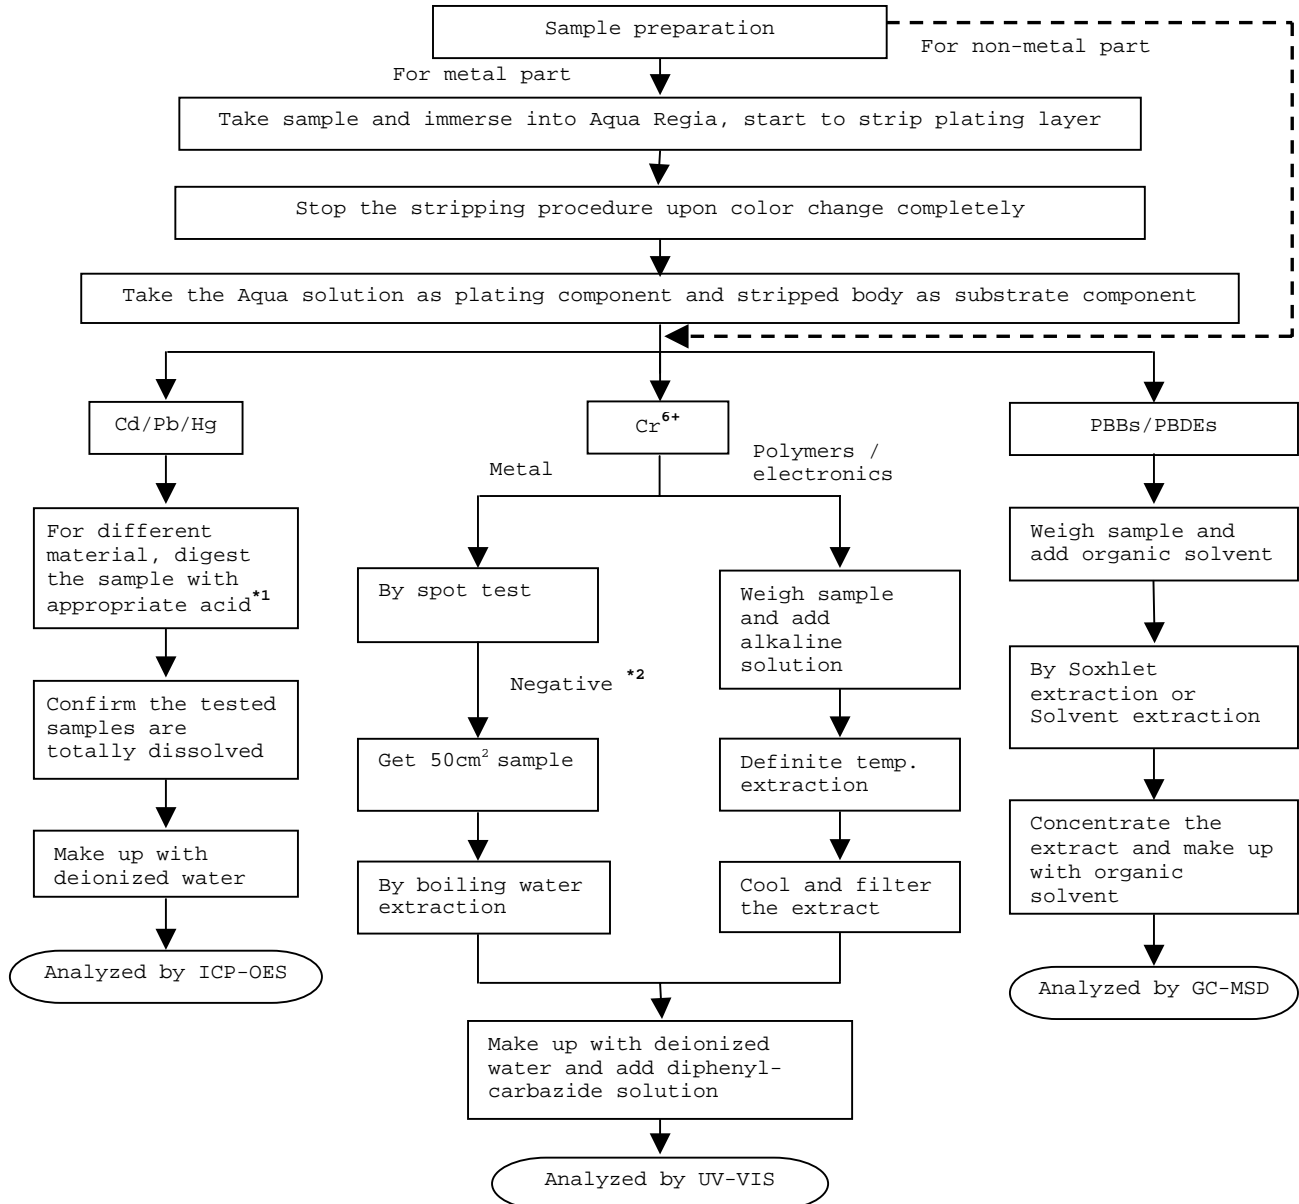 Sample preparation
For non-metal part
For metal part
Take sample and immerse into Aqua Regia, start to strip plating layer
Stop the stripping procedure upon color change completely
Take the Aqua solution as plating component and stripped body as substrate component
Cd/Pb/Hg
For different
material, digest
the sample with
appropriate acid*1
Confirm the tested
samples are
totally dissolved
Make up with
deionized water
Analyzed by ICP-OES
Cr6+
Metal
By spot test
Negative *2
Get 50cm² sample
By boiling water
extraction
Polymers /
electronics
Weigh sample
and add
alkaline
solution
Definite temp.
extraction
Cool and filter
the extract
Make up with deionized
water and add diphenyl-
carbazide solution
Analyzed by UV-VIS
PBBs/PBDEs
Weigh sample and
add organic solvent
By Soxhlet
extraction or
Solvent extraction
Concentrate the
extract and make up
with organic
solvent
Analyzed by GC-MSD